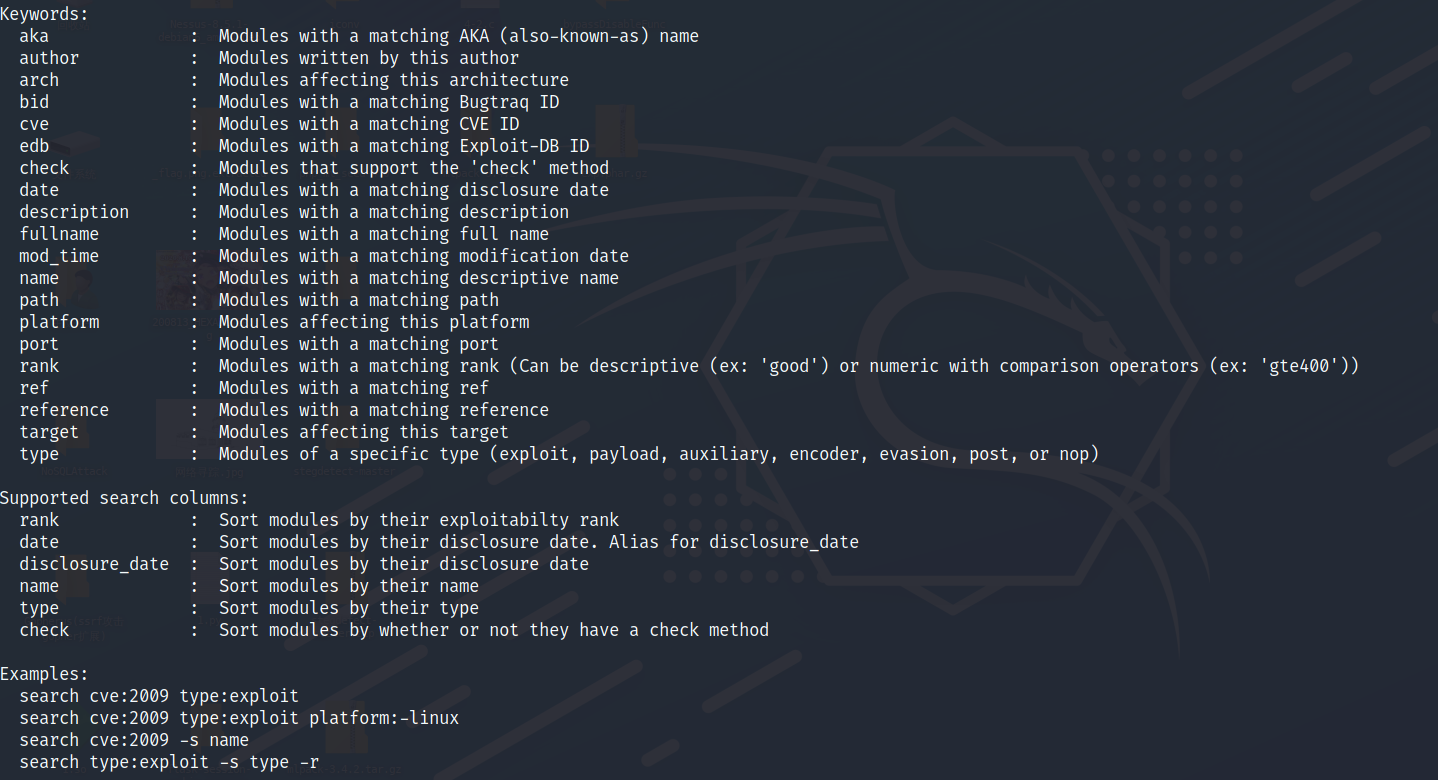 Keywords:
  aka              :  Modules with a matching AKA (also-known-as) name
  author           :  Modules written by this author
  arch             :  Modules affecting this architecture
  bid              :  Modules with a matching Bugtraq ID
  cve              :  Modules with a matching CVE ID
  edb              :  Modules with a matching Exploit-DB ID
  check            :  Modules that support the 'check' method
  date             :  Modules with a matching disclosure date
  description      :  Modules with a matching description
  fullname         :  Modules with a matching full name
  mod_time         :  Modules with a matching modification date
  name             :  Modules with a matching descriptive name
  path             :  Modules with a matching path
  platform         :  Modules affecting this platform
  port             :  Modules with a matching port
  rank             :  Modules with a matching rank (Can be descriptive (ex: 'good') or numeric with comparison operators (ex: 'gte400'))
  ref              :  Modules with a matching ref
  reference        :  Modules with a matching reference
  target           :  Modules affecting this target
  type             :  Modules of a specific type (exploit, payload, auxiliary, encoder, evasion, post, or nop)

Supported search columns:
  rank             :  Sort modules by their exploitabilty rank
  date             :  Sort modules by their disclosure date. Alias for disclosure_date
  disclosure_date  :  Sort modules by their disclosure date
  name             :  Sort modules by their name
  type             :  Sort modules by their type
  check            :  Sort modules by whether or not they have a check method

Examples:
  search cve:2009 type:exploit
  search cve:2009 type:exploit platform:-linux
  search cve:2009 -s name
  search type:exploit -s type -r